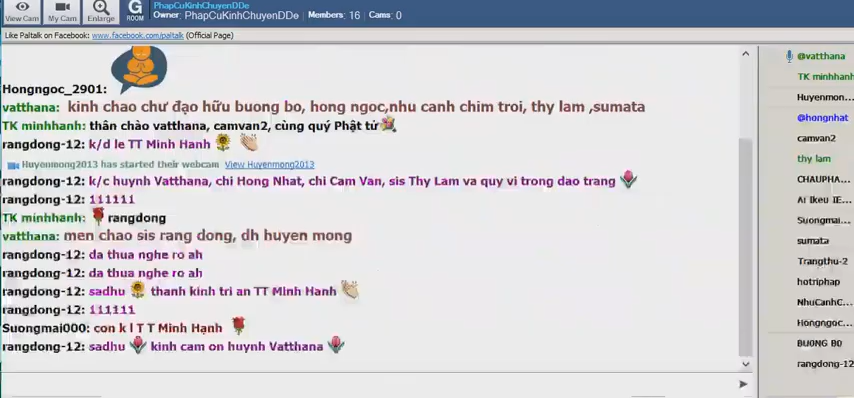 View Cam
My Cam
Enlarge
G
ROOM
PhapCuKinhChuyenDDe
Owner: PhapCuKinhChuyenDDe Members: 16 Cams: 0
Like Paltalk on Facebook: www.facebook.com/paltalk (Official Page)
Hongngoc_2901:
vatthana: kinh chao chư đạo hữu buong bo, hong ngoc,nhu canh chim troi, thy lam ,sumata
TK minhhanh: thân chào vatthana, camvan2, cùng quý Phật tử
rangdong-12: k/d le TT Minh Hanh
Huyenmong2013 has started their webcam View Huyenmong2013
rangdong-12: k/c huynh Vatthana, chi Hong Nhat, chi Cam Van, sis Thy Lam va quy vi trong dao trang
rangdong-12: 111111
TK minhhanh: rangdong
vatthana: men chao sis rang dong, dh huyen mong
rangdong-12: da thua nghe ro ah
rangdong-12: da thua nghe ro ah
rangdong-12: sadhu thanh kinh tri an TT Minh Hanh
rangdong-12: 111111
Suongmai000: con k l T T Minh Hạnh
rangdong-12: sadhu kinh cam on huynh Vatthana
@vatthana
TK minhhanh
Huyenmon...
@hongnhat
camvan2
thy lam
CHAUPHA...
Ai Ikeu IE...
Suongmai...
sumata
Trangthu-2
hotriphap
NhuCanhC...
Hongngoc...
BUONG BO
rangdong-12